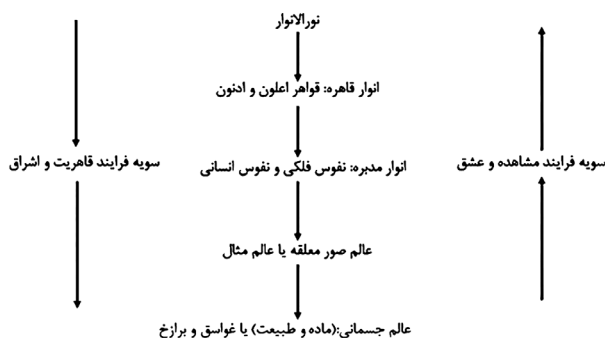 نورالانوار
انوار قاهره: قواهر اعلون و ادنون
سویه فرایند مشاهده و عشق
انوار مدبره: نفوس فلکی و نفوس انسانی
سویه فرایند قاهریت و اشراق
عالم صور معلقه یا عالم مثال
عالم جسمانی:(ماده و طبیعت) یا غواسق و برازخ